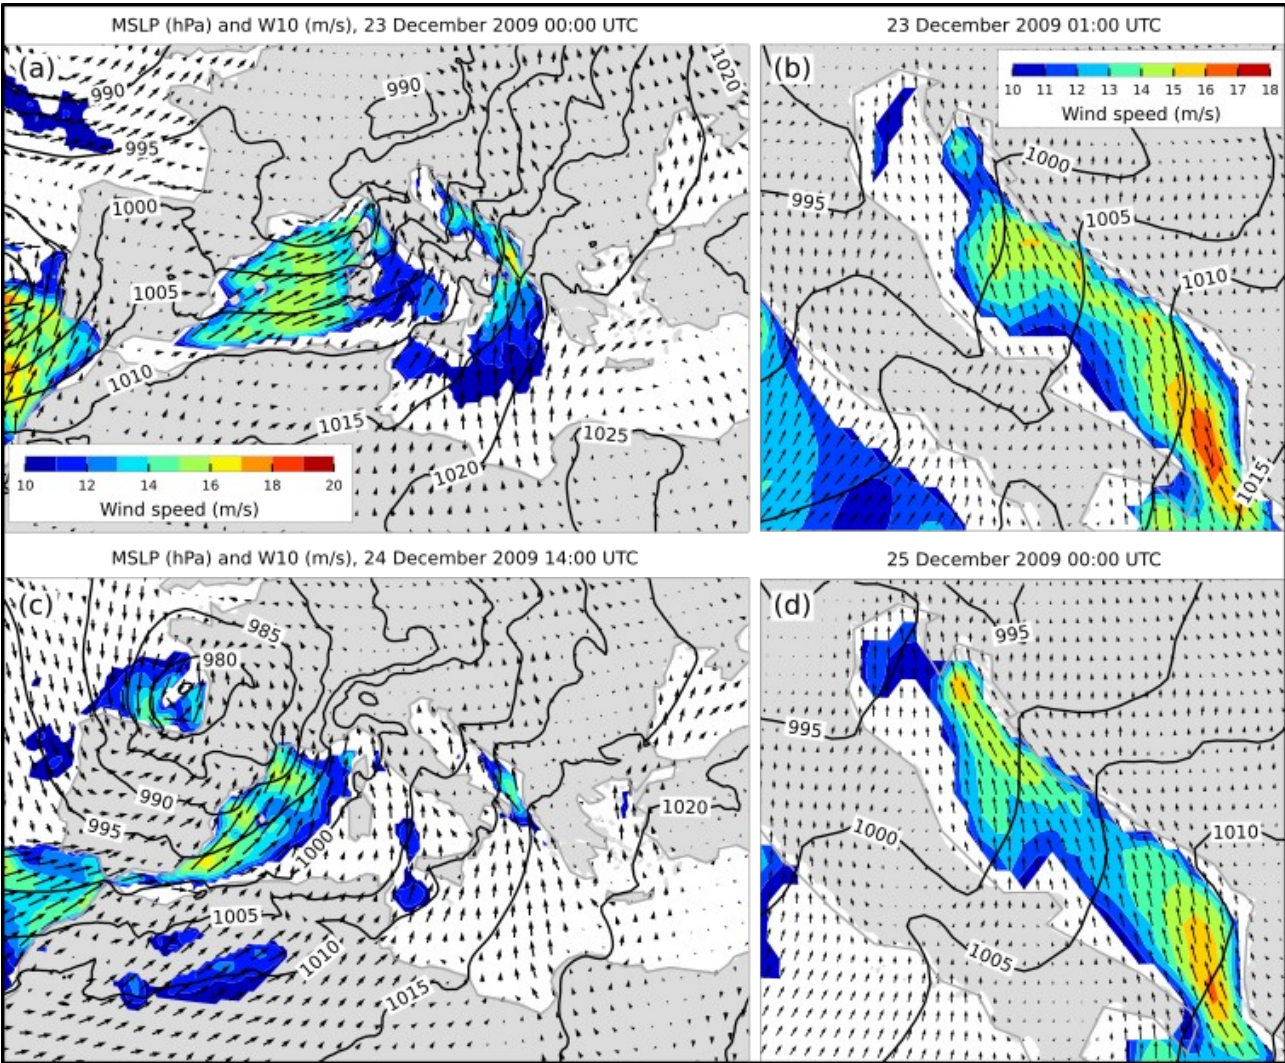 MSLP (hPa) and W10 (m/s), 23 December 2009 00:00 UTC
(a)
990
990
1020
995
1000
1005
1010
1015
1025
1020
10 12 14 16 18 20
Wind speed (m/s)
23 December 2009 01:00 UTC
(b)
10 11 12 13 14 15 16 17 18
Wind speed (m/s)
1000
995
1005
1010
1015
MSLP (hPa) and W10 (m/s), 24 December 2009 14:00 UTC
(c)
985
980
990
995
1000
1020
1005
1010
1015
25 December 2009 00:00 UTC
(d)
995
995
1000
1010
1005